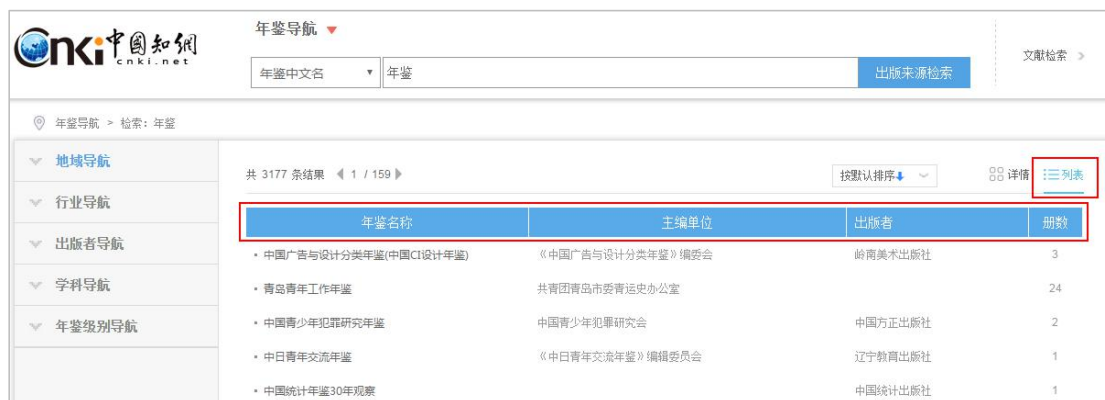 年鉴导航 ▼
cnki 中國知網
cnki.net
年鉴中文名 ▼ 年鉴 出版来源检索
文献检索 >
年鉴导航 > 检索：年鉴
地域导航
行业导航
出版者导航
学科导航
年鉴级别导航
共 3177 条结果 1 / 159
按默认排序
详情
列表
年鉴名称 主编单位 出版者 册数
• 中国广告与设计分类年鉴(中国CI设计年鉴) 《中国广告与设计分类年鉴》编委会 岭南美术出版社 3
• 青岛青年工作年鉴 共青团青岛市委青运史办公室 24
• 中国青少年犯罪研究年鉴 中国青少年犯罪研究会 中国方正出版社 2
• 中日青年交流年鉴 《中日青年交流年鉴》编辑委员会 辽宁教育出版社 1
• 中国统计年鉴30年观察 中国统计出版社 1